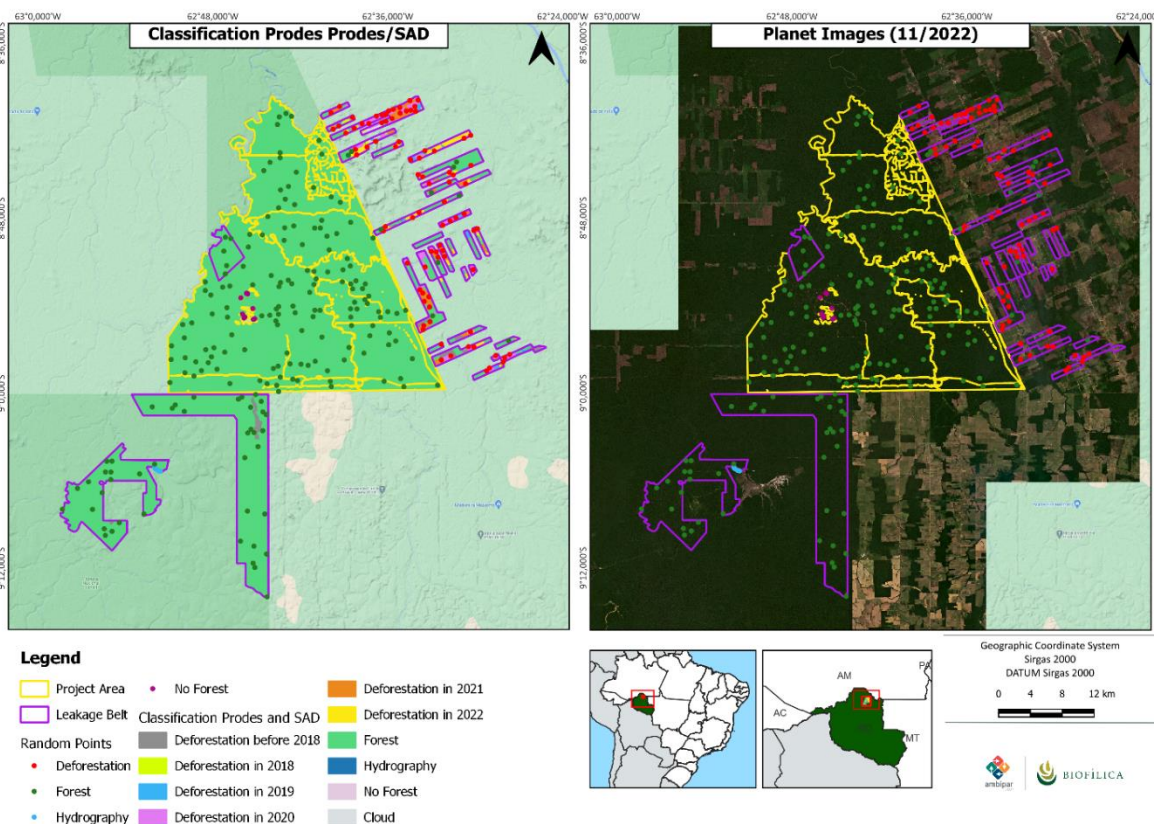 63°0,000'W 62°48,000'W 62°36,000'W 62°24,000'W
63°0,000'W 62°48,000'W 62°36,000'W 62°24,000'W
Classification Prodes Prodes/SAD
Planet Images (11/2022)
8°36,000'S
8°48,000'S
9°0,000'S
9°12,000'S
8°36,000'S
8°48,000'S
9°0,000'S
9°12,000'S
Legend
Project Area
Leakage Belt
Random Points
Deforestation
Forest
Hydrography
No Forest
Classification Prodes and SAD
Deforestation before 2018
Deforestation in 2018
Deforestation in 2019
Deforestation in 2020
Deforestation in 2021
Deforestation in 2022
Forest
Hydrography
No Forest
Cloud
AM
PA
AC
MT
Geographic Coordinate System
Sirgas 2000
DATUM Sirgas 2000
0 4 8 12 km
ambipar
BIOFÍLICA